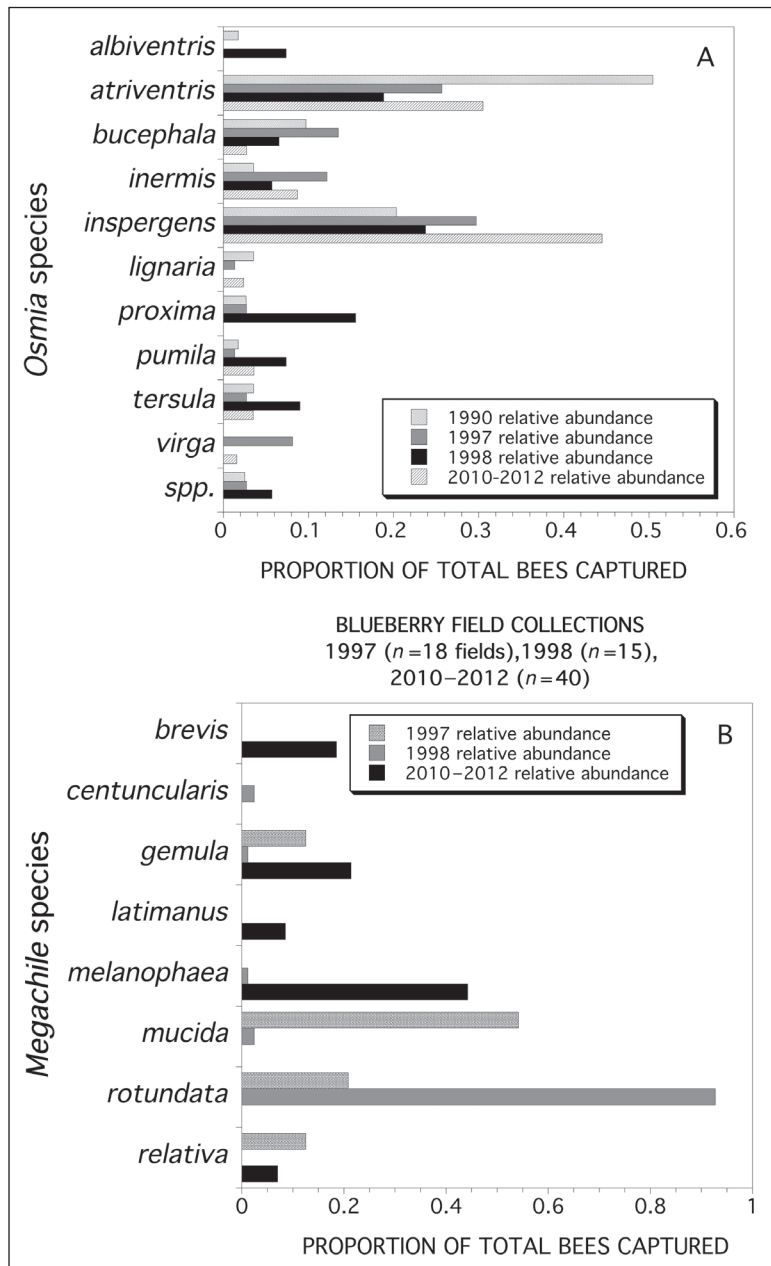 A
Osmia species
albiventris
atriventris
bucephala
inermis
inspergens
lignaria
proxima
pumila
tersula
virga
spp.
1990 relative abundance
1997 relative abundance
1998 relative abundance
2010-2012 relative abundance
0 0.1 0.2 0.3 0.4 0.5 0.6
PROPORTION OF TOTAL BEES CAPTURED
BLUEBERRY FIELD COLLECTIONS
1997 (n=18 fields),1998 (n=15),
2010–2012 (n=40)
B
Megachile species
brevis
centuncularis
gemula
latimanus
melanophaea
mucida
rotundata
relativa
1997 relative abundance
1998 relative abundance
2010–2012 relative abundance
0 0.2 0.4 0.6 0.8 1
PROPORTION OF TOTAL BEES CAPTURED